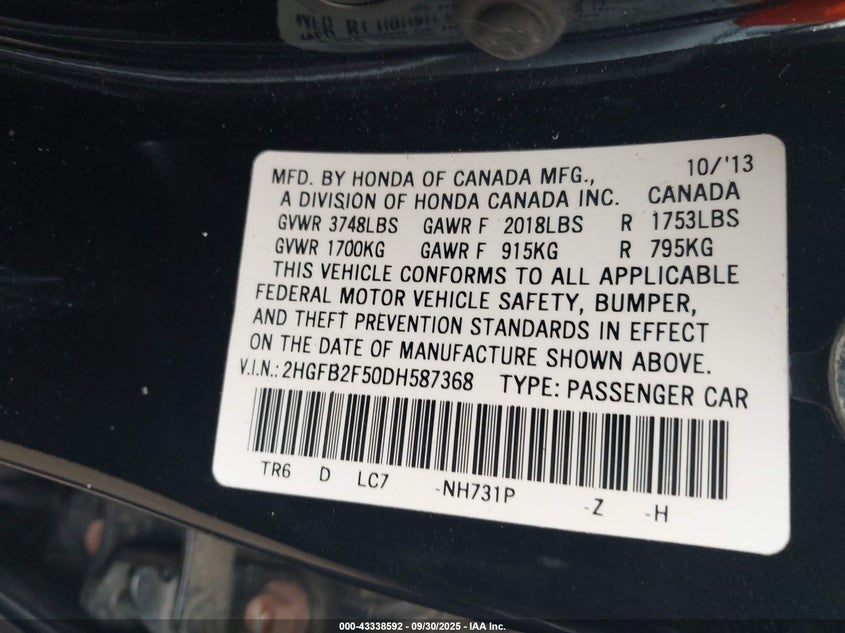 MFD. BY HONDA OF CANADA MFG., 10/'13
A DIVISION OF HONDA CANADA INC. CANADA
GVWR 3748LBS GAWR F 2018LBS R 1753LBS
GVWR 1700KG GAWR F 915KG R 795KG
THIS VEHICLE CONFORMS TO ALL APPLICABLE
FEDERAL MOTOR VEHICLE SAFETY, BUMPER,
AND THEFT PREVENTION STANDARDS IN EFFECT
ON THE DATE OF MANUFACTURE SHOWN ABOVE.
V.I.N.: 2HGFB2F50DH587368 TYPE: PASSENGER CAR
TR6 D LC7 -NH731P -Z -H
000-43338592 - 09/30/2025 - IAA Inc.